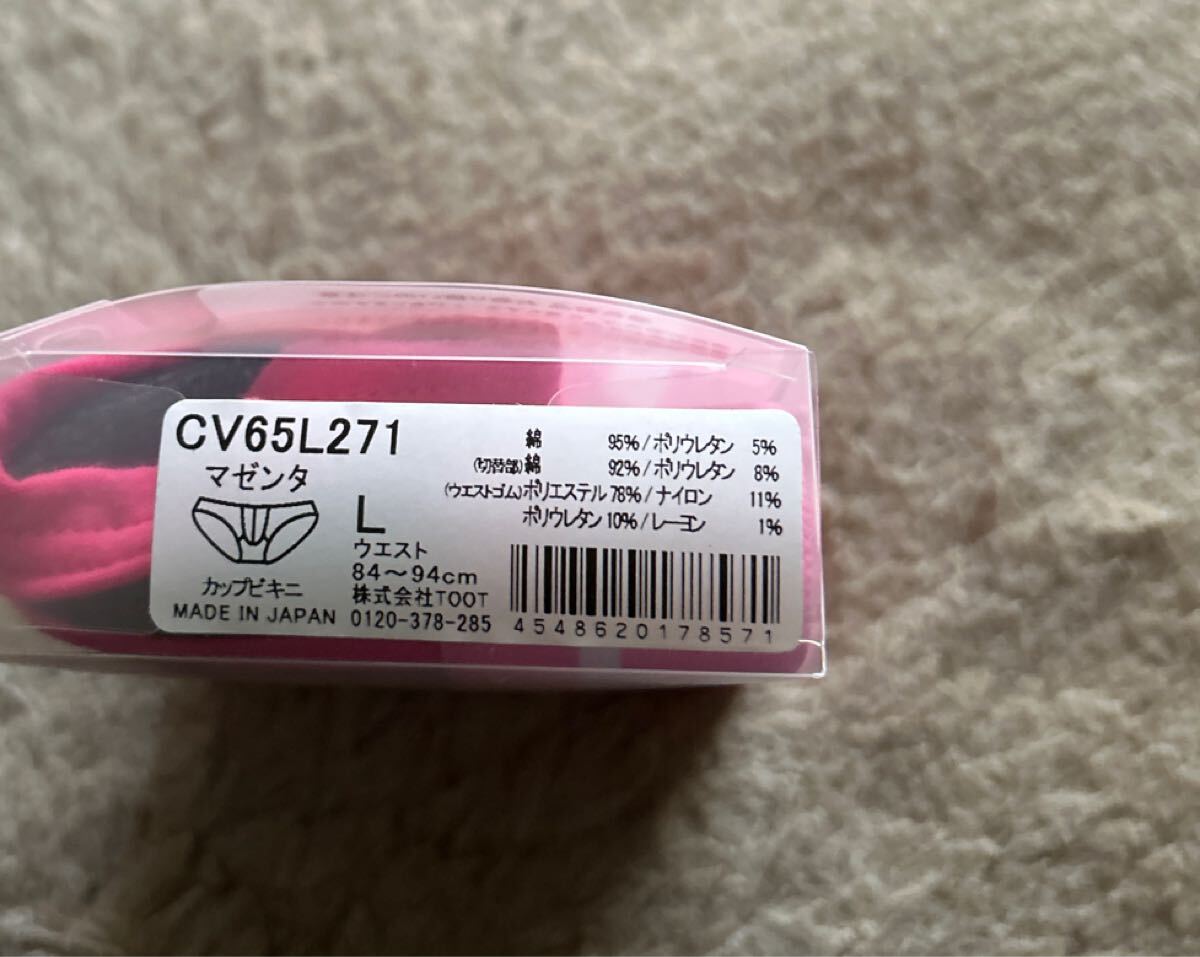 CV65L271
マゼンタ
L
ウエスト
84～94cm
カップビキニ
株式会社TOOT
MADE IN JAPAN 0120-378-285
綿 95%/ポリウレタン 5%
(切替部)綿 92%/ポリウレタン 8%
(ウエストゴム)ポリエステル 78%/ナイロン 11%
ポリウレタン 10%/レーヨン 1%
4548620178571